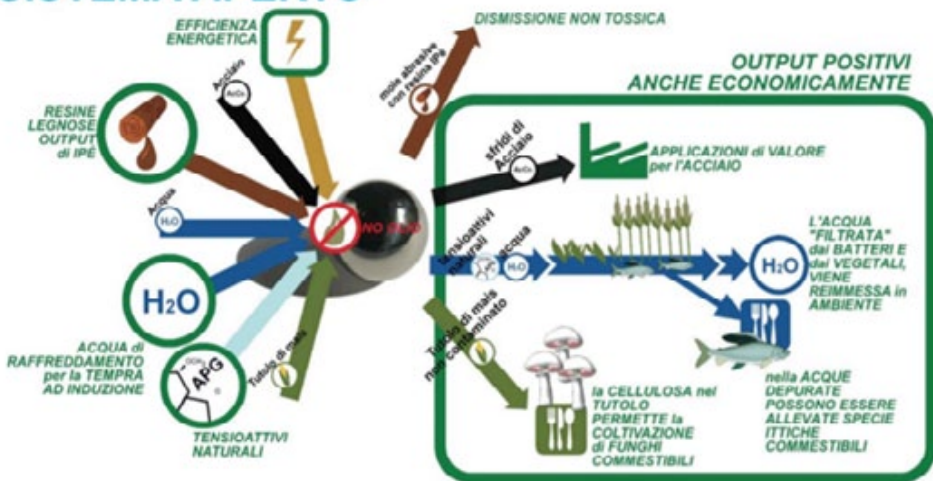 EFFICIENZA
ENERGETICA
DISMISSIONE NON TOSSICA
Acciaio
mole abrasive
con resina IPè
OUTPUT POSITIVI
ANCHE ECONOMICAMENTE
RESINE
LEGNOSE
OUTPUT
di IPÈ
sfridi di
Acciaio
APPLICAZIONI di VALORE
per l'ACCIAIO
Acqua
H₂O
NO OLIO
tensioattivi
naturali
acqua
H₂O
H₂O
L'ACQUA
"FILTRATA"
dai BATTERI E
dai VEGETALI,
VIENE
REIMMESSA in
AMBIENTE
H₂O
ACQUA di
RAFFREDDAMENTO
per la TEMPRA
AD INDUZIONE
Tutolo di mais
APG
TENSIOATTIVI
NATURALI
Tutolo di mais
non contaminato
la CELLULOSA nel
TUTOLO
PERMETTE la
COLTIVAZIONE
di FUNGHI
COMMESTIBILI
nella ACQUE
DEPURATE
POSSONO ESSERE
ALLEVATE SPECIE
ITTICHE
COMMESTIBILI